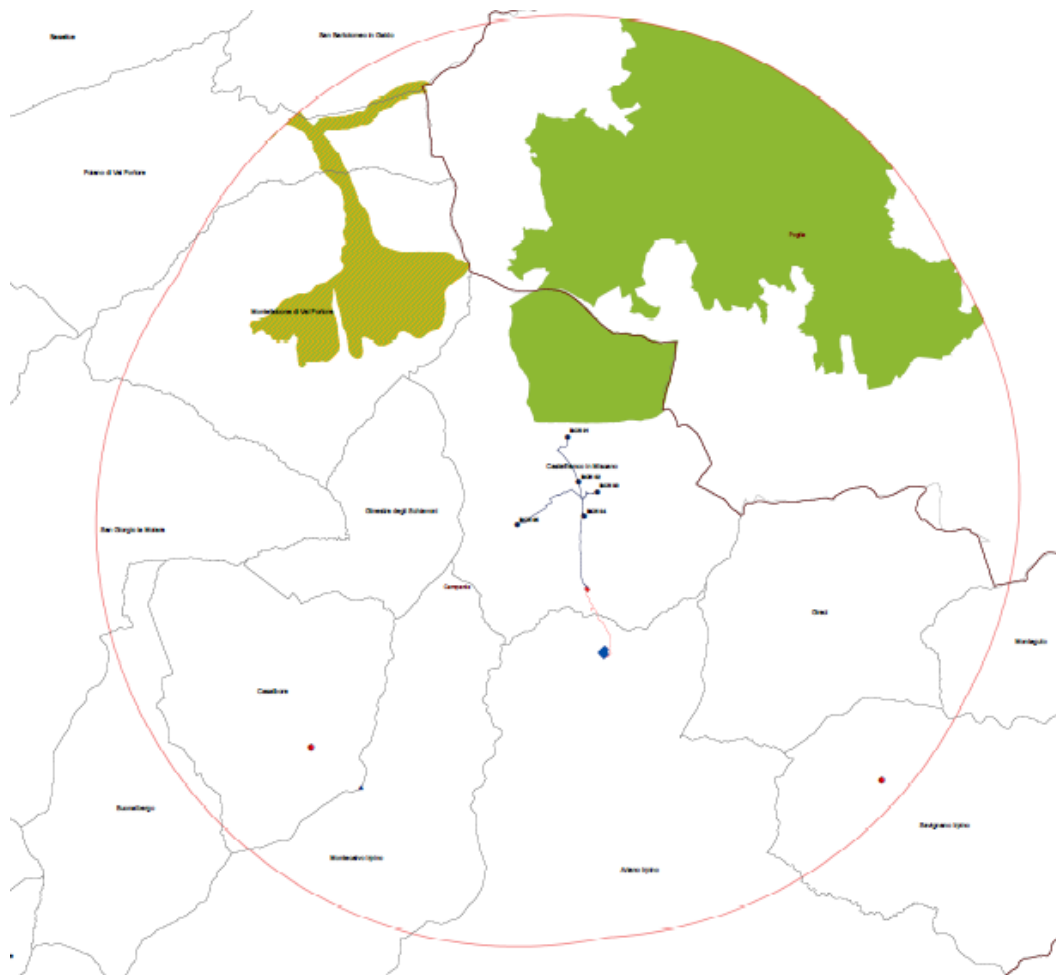 Baselice
San Bartolomeo in Galdo
Foiano di Val Fortore
Puglia
Montefalcone di Val Fortore
Castelfranco in Miscano
Ginestra degli Schiavoni
San Giorgio la Molara
Campania
Greci
Montaguto
Casalbore
Buonalbergo
Savignano Irpino
Montecalvo Irpino
Ariano Irpino